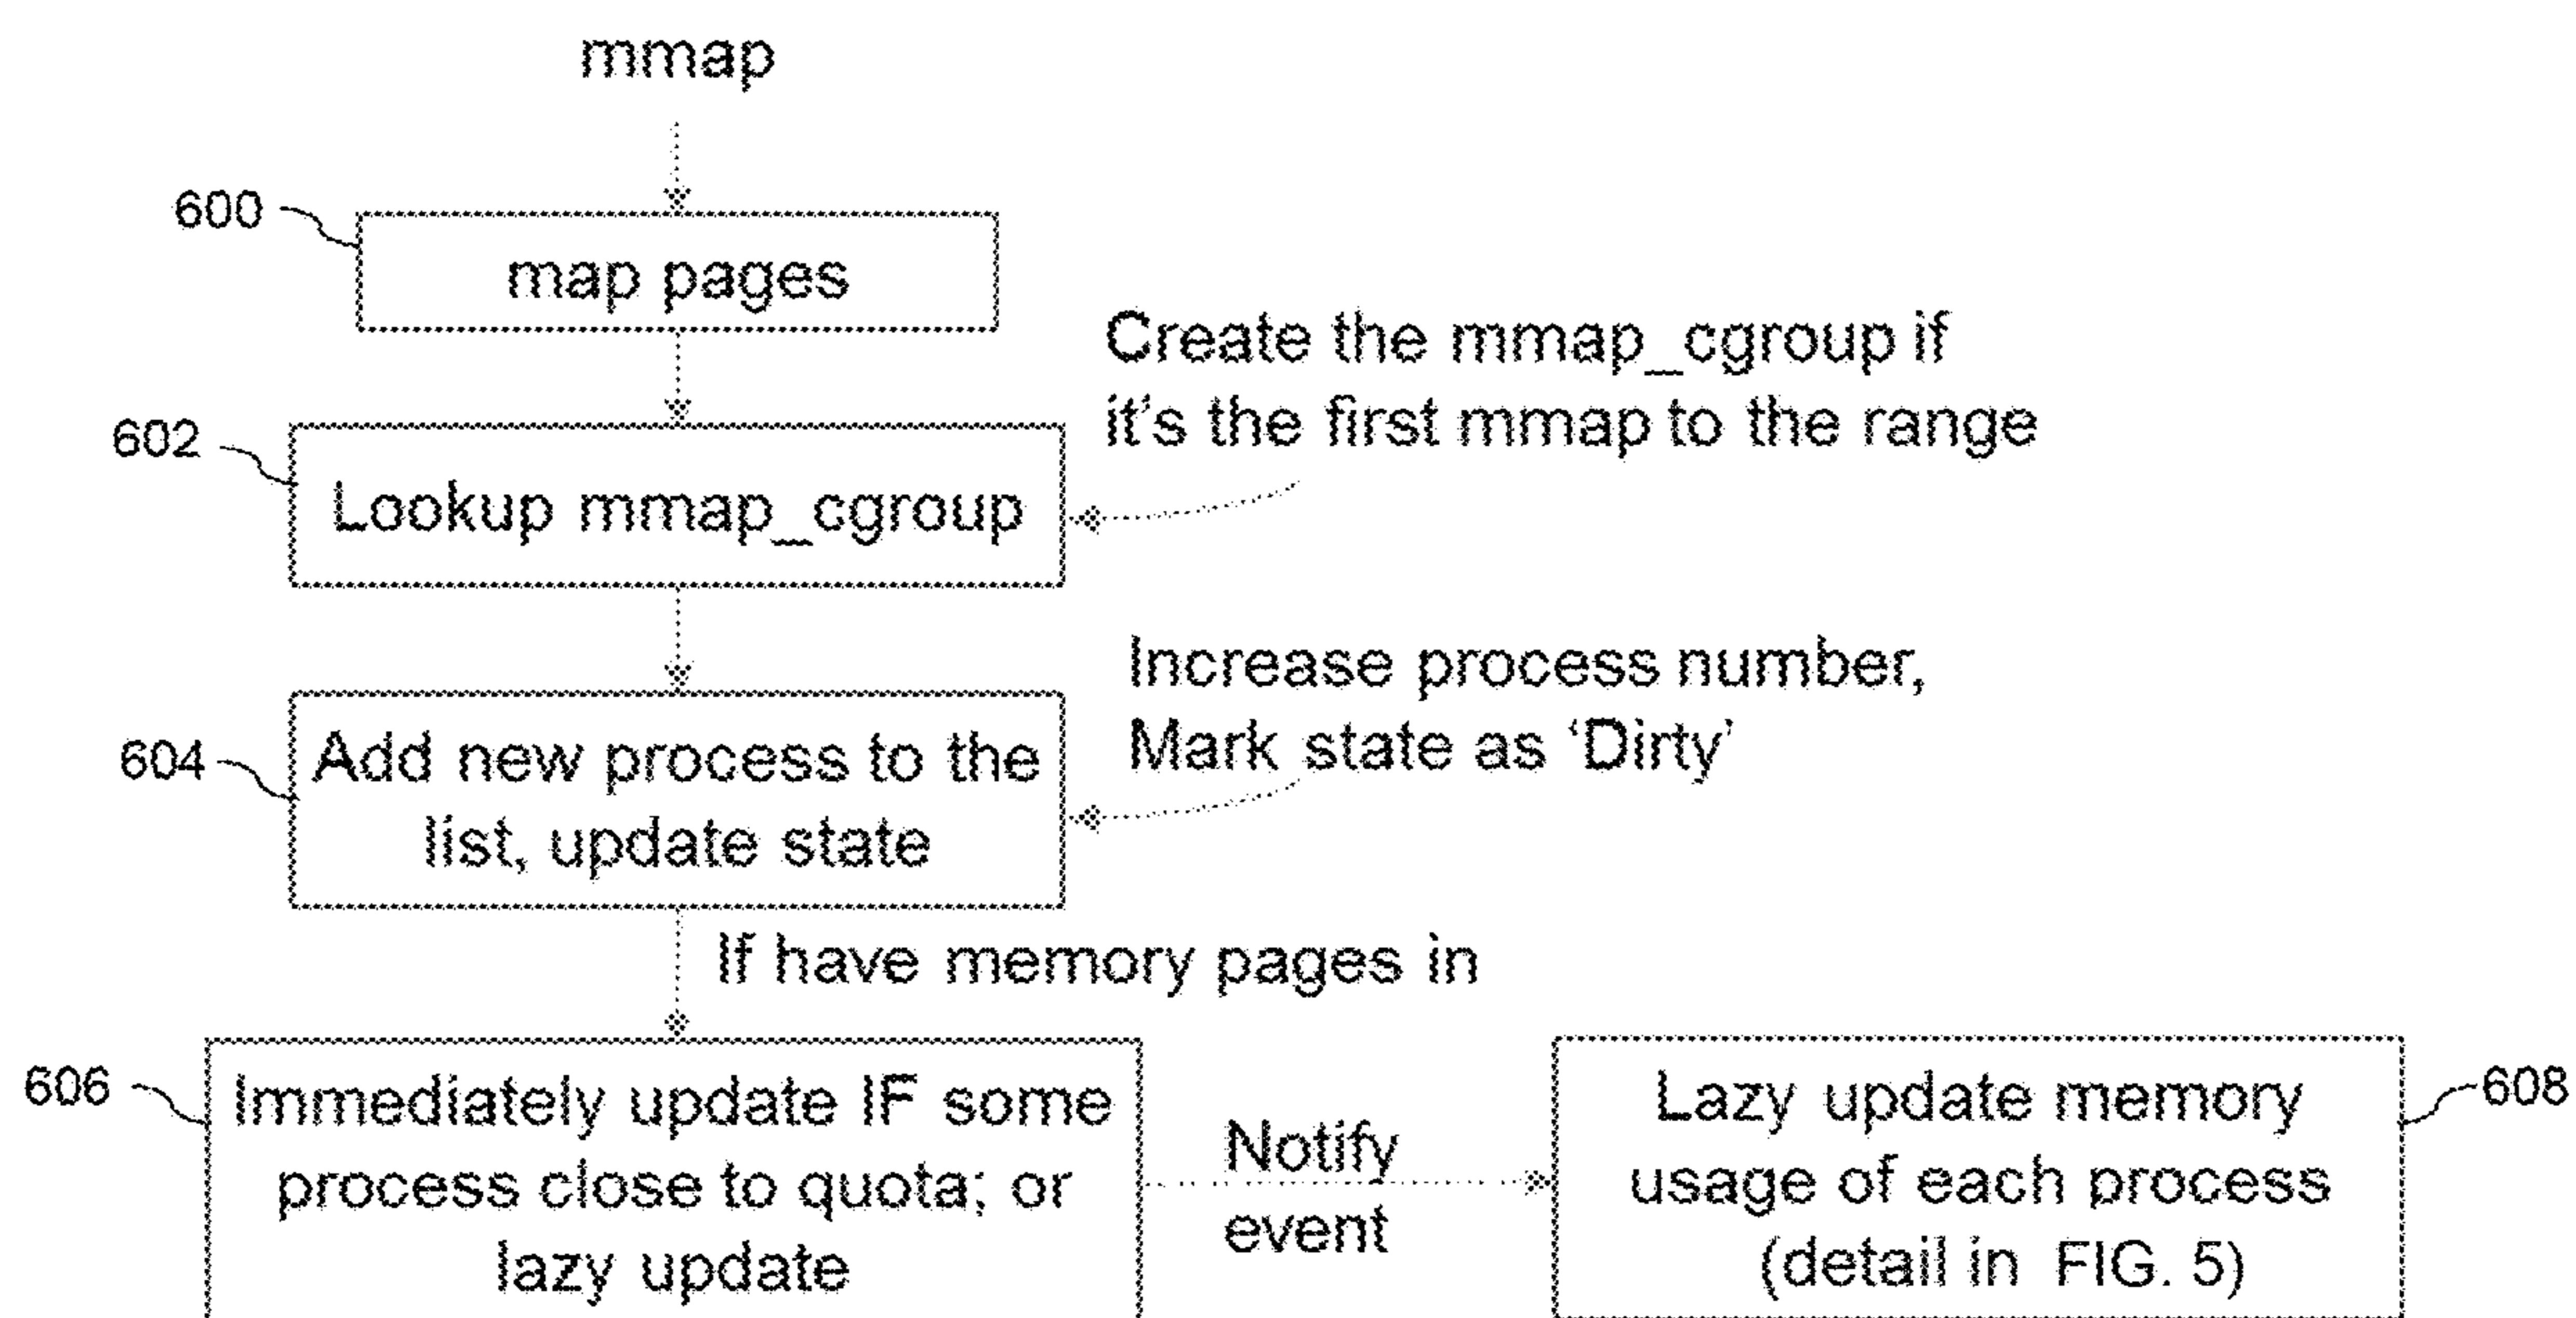 mmap
600
map pages
Create the mmap_cgroup if
it's the first mmap to the range
602
Lookup mmap_cgroup
Increase process number,
Mark state as ‘Dirty’
604
Add new process to the
list, update state
If have memory pages in
606
Immediately update IF some
process close to quota; or
lazy update
Notify
event
608
Lazy update memory
usage of each process
(detail in FIG. 5)